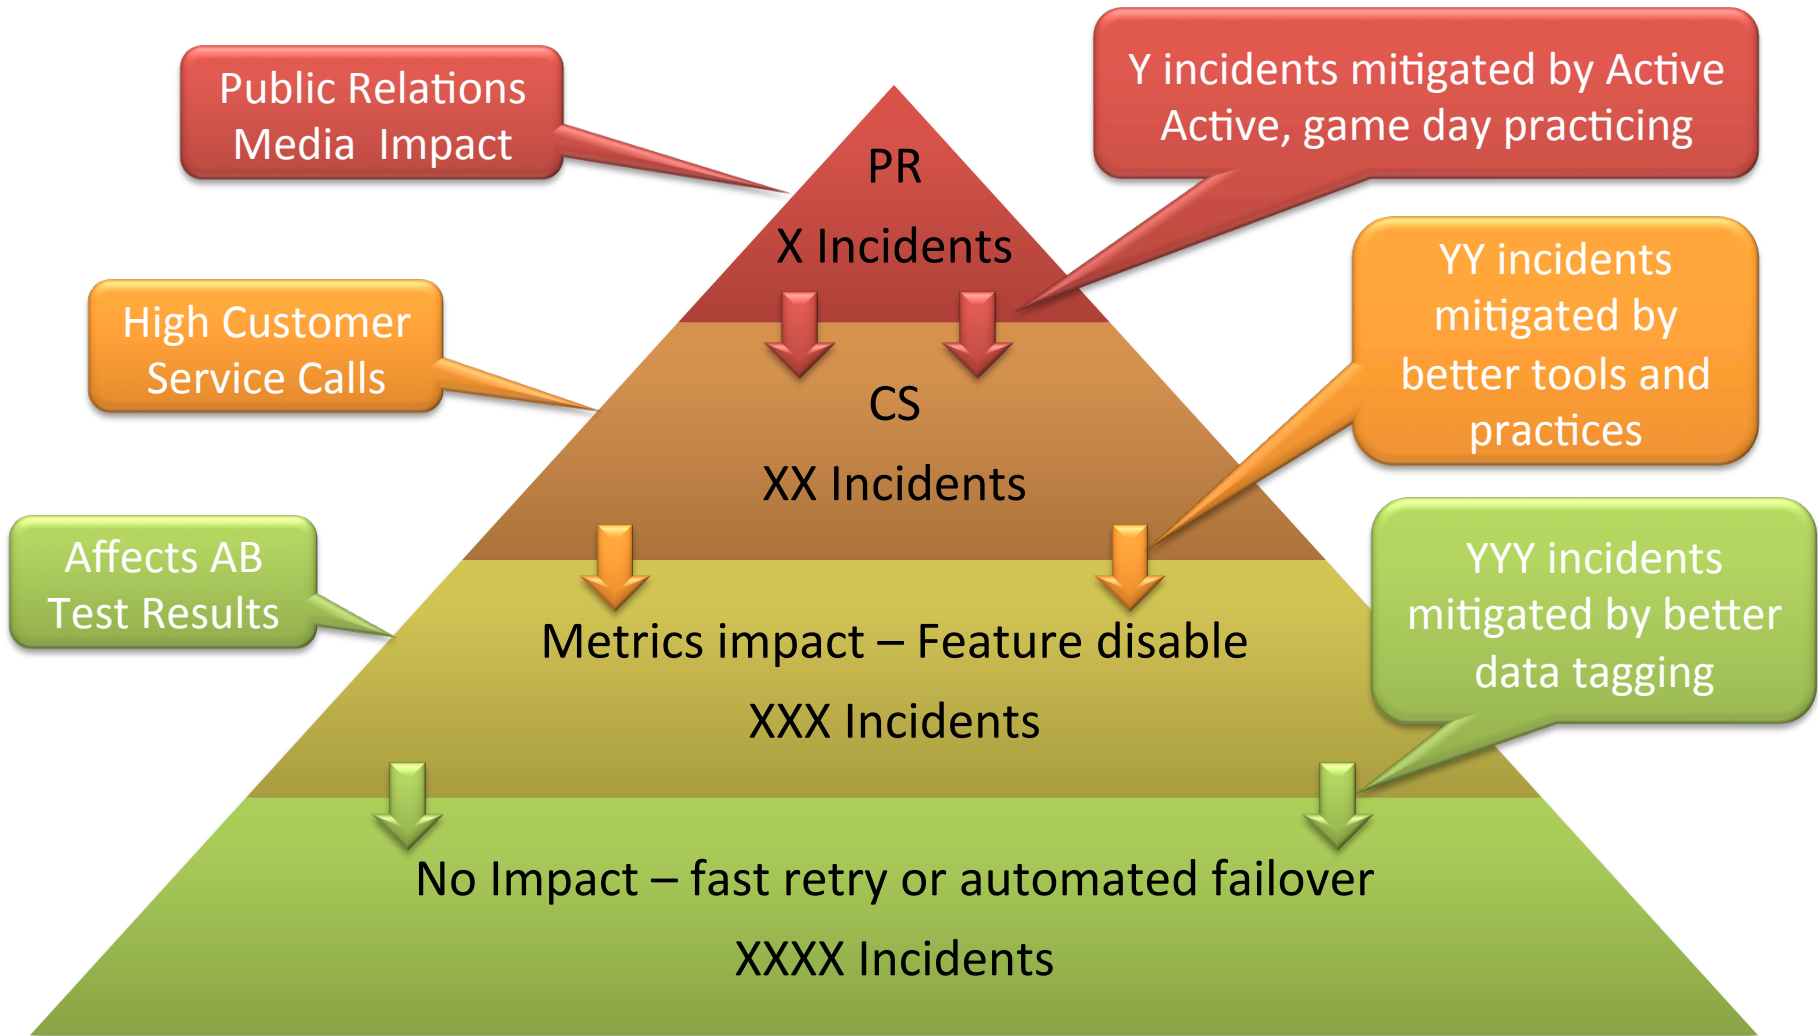 Public Relations
Media  Impact
Y incidents mitigated by Active
Active, game day practicing
PR
X Incidents
High Customer
Service Calls
YY incidents
mitigated by
better tools and
practices
CS
XX Incidents
Affects AB
Test Results
YYY incidents
mitigated by better
data tagging
Metrics impact – Feature disable
XXX Incidents
No Impact – fast retry or automated failover
XXXX Incidents